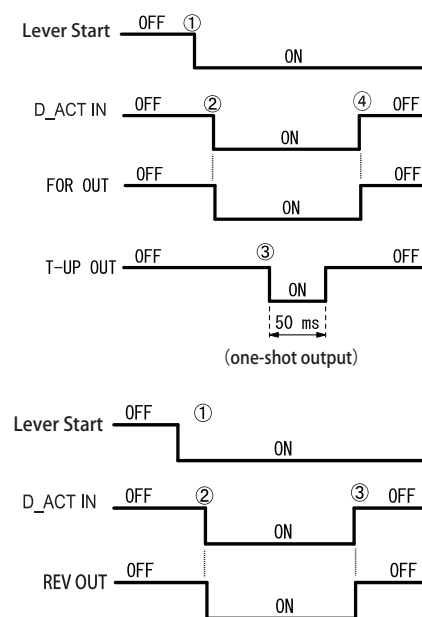 OFF ①
Lever Start
ON
OFF ② ④ OFF
D_ACT IN
ON
OFF OFF
FOR OUT
ON
OFF ③ OFF
T-UP OUT
ON
50 ms
(one-shot output)
OFF ①
Lever Start
ON
OFF ② ③ OFF
D_ACT IN
ON
OFF OFF
REV OUT
ON